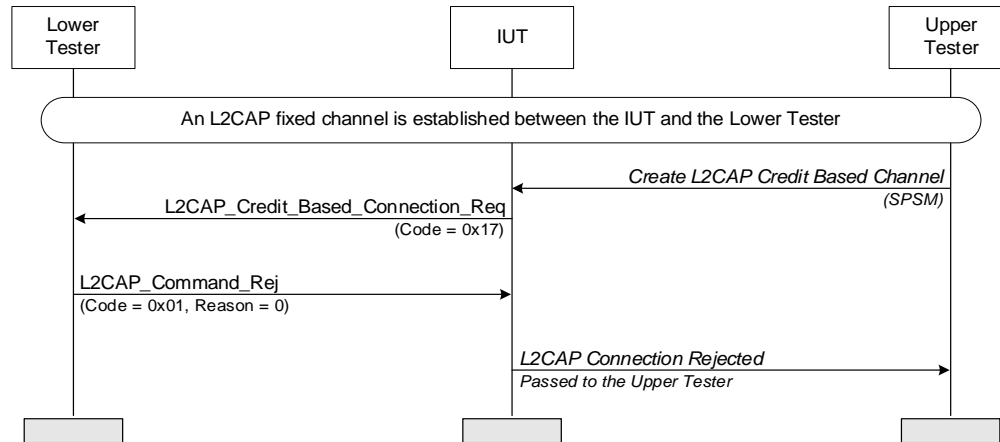 Lower
Tester
IUT
Upper
Tester
An L2CAP fixed channel is established between the IUT and the Lower Tester
Create L2CAP Credit Based Channel
(SPSM)
L2CAP_Credit_Based_Connection_Req
(Code = 0x17)
L2CAP_Command_Rej
(Code = 0x01, Reason = 0)
L2CAP Connection Rejected
Passed to the Upper Tester